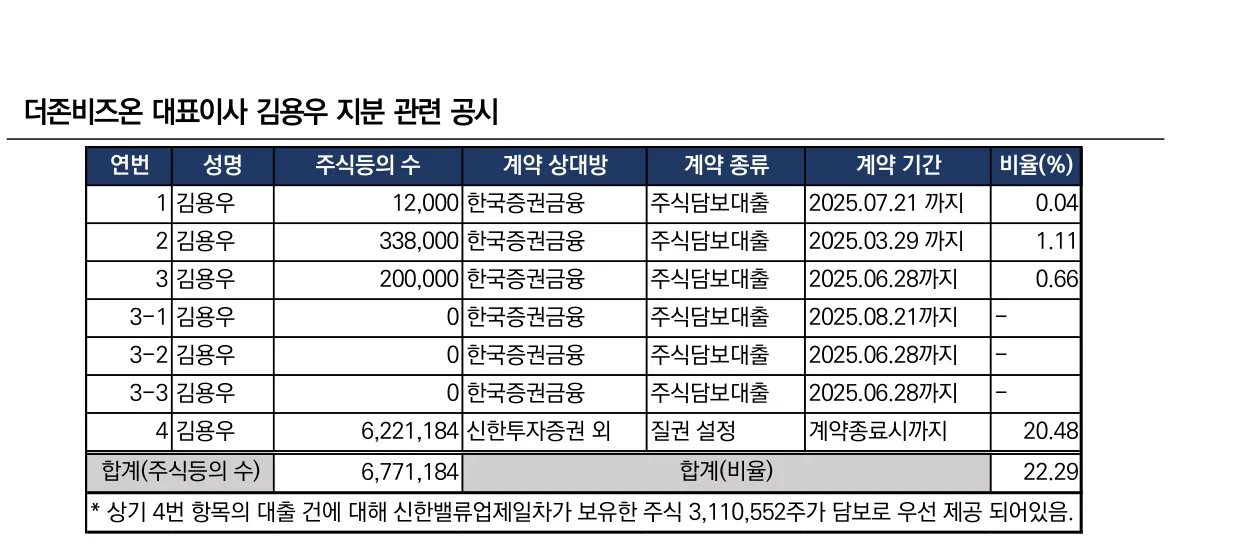 더존비즈온 대표이사 김용우 지분 관련 공시
연번 성명 주식등의 수 계약 상대방 계약 종류 계약 기간 비율(%)
1 김용우 12,000 한국증권금융 주식담보대출 2025.07.21 까지 0.04
2 김용우 338,000 한국증권금융 주식담보대출 2025.03.29 까지 1.11
3 김용우 200,000 한국증권금융 주식담보대출 2025.06.28까지 0.66
3-1 김용우 0 한국증권금융 주식담보대출 2025.08.21까지 -
3-2 김용우 0 한국증권금융 주식담보대출 2025.06.28까지 -
3-3 김용우 0 한국증권금융 주식담보대출 2025.06.28까지 -
4 김용우 6,221,184 신한투자증권 외 질권 설정 계약종료시까지 20.48
합계(주식등의 수) 6,771,184 합계(비율) 22.29
* 상기 4번 항목의 대출 건에 대해 신한밸류업제일차가 보유한 주식 3,110,552주가 담보로 우선 제공 되어있음.